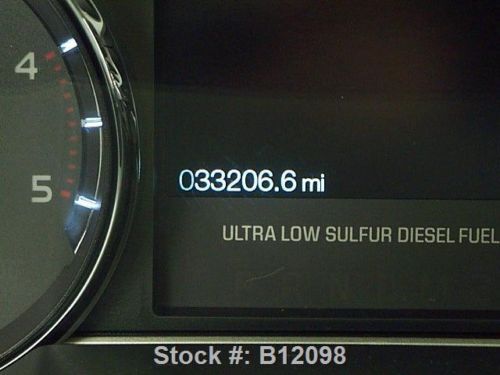 4
5
033206.6 mi
ULTRA LOW SULFUR DIESEL FUEL
Stock #: B12098